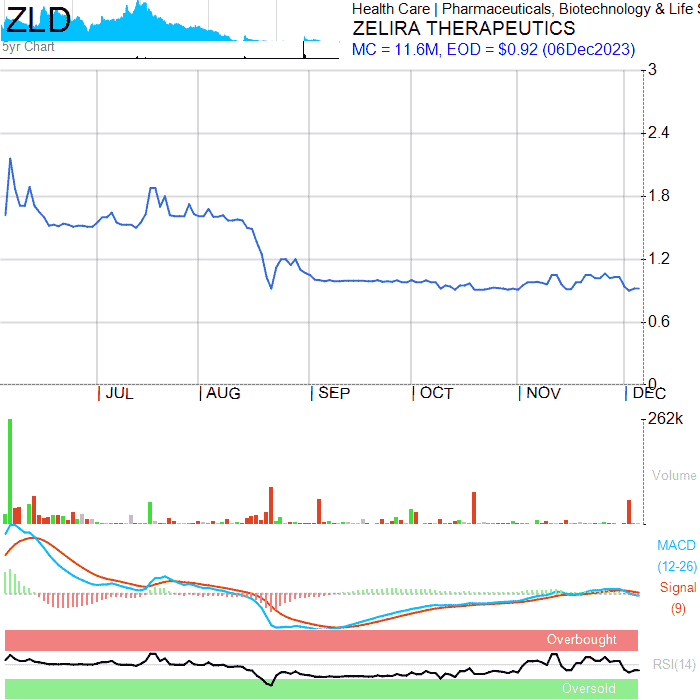 ZLD
5yr Chart
Health Care | Pharmaceuticals, Biotechnology & Life S
ZELIRA THERAPEUTICS
MC = 11.6M, EOD = $0.92 (06Dec2023)
3
2.4
1.8
1.2
0.6
0
JUL AUG SEP OCT NOV DEC
262k
Volume
MACD
(12-26)
Signal
(9)
Overbought
RSI(14)
Oversold